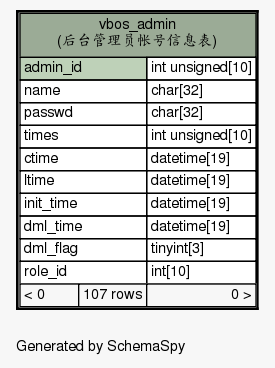 vbos_admin
(后台管理员帐号信息表)
admin_id int unsigned[10]
name char[32]
passwd char[32]
times int unsigned[10]
ctime datetime[19]
ltime datetime[19]
init_time datetime[19]
dml_time datetime[19]
dml_flag tinyint[3]
role_id int[10]
< 0 107 rows 0 >
Generated by SchemaSpy